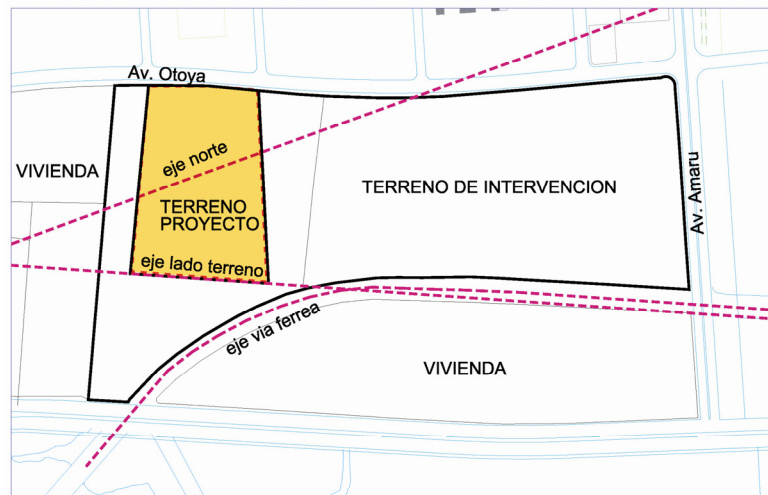 Av. Otoya
VIVIENDA
eje norte
TERRENO
PROYECTO
TERRENO DE INTERVENCION
Av. Amaru
eje lado terreno
eje via ferrea
VIVIENDA